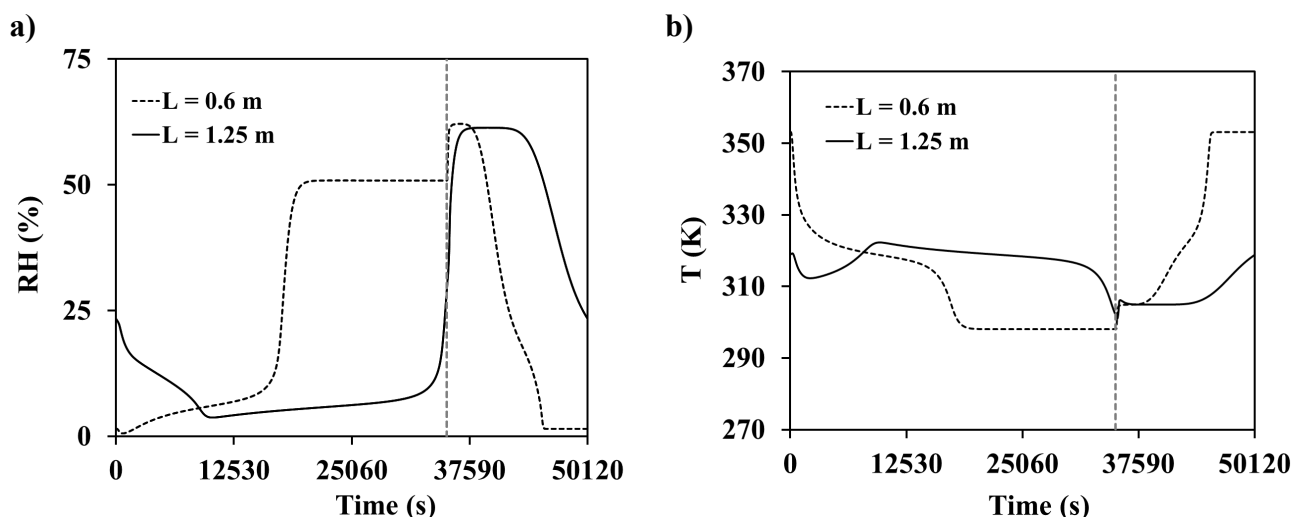 a)
75
50
25
0
RH (%)
L = 0.6 m
L = 1.25 m
0 12530 25060 37590 50120
Time (s)
b)
370
350
330
310
290
270
T (K)
L = 0.6 m
L = 1.25 m
0 12530 25060 37590 50120
Time (s)